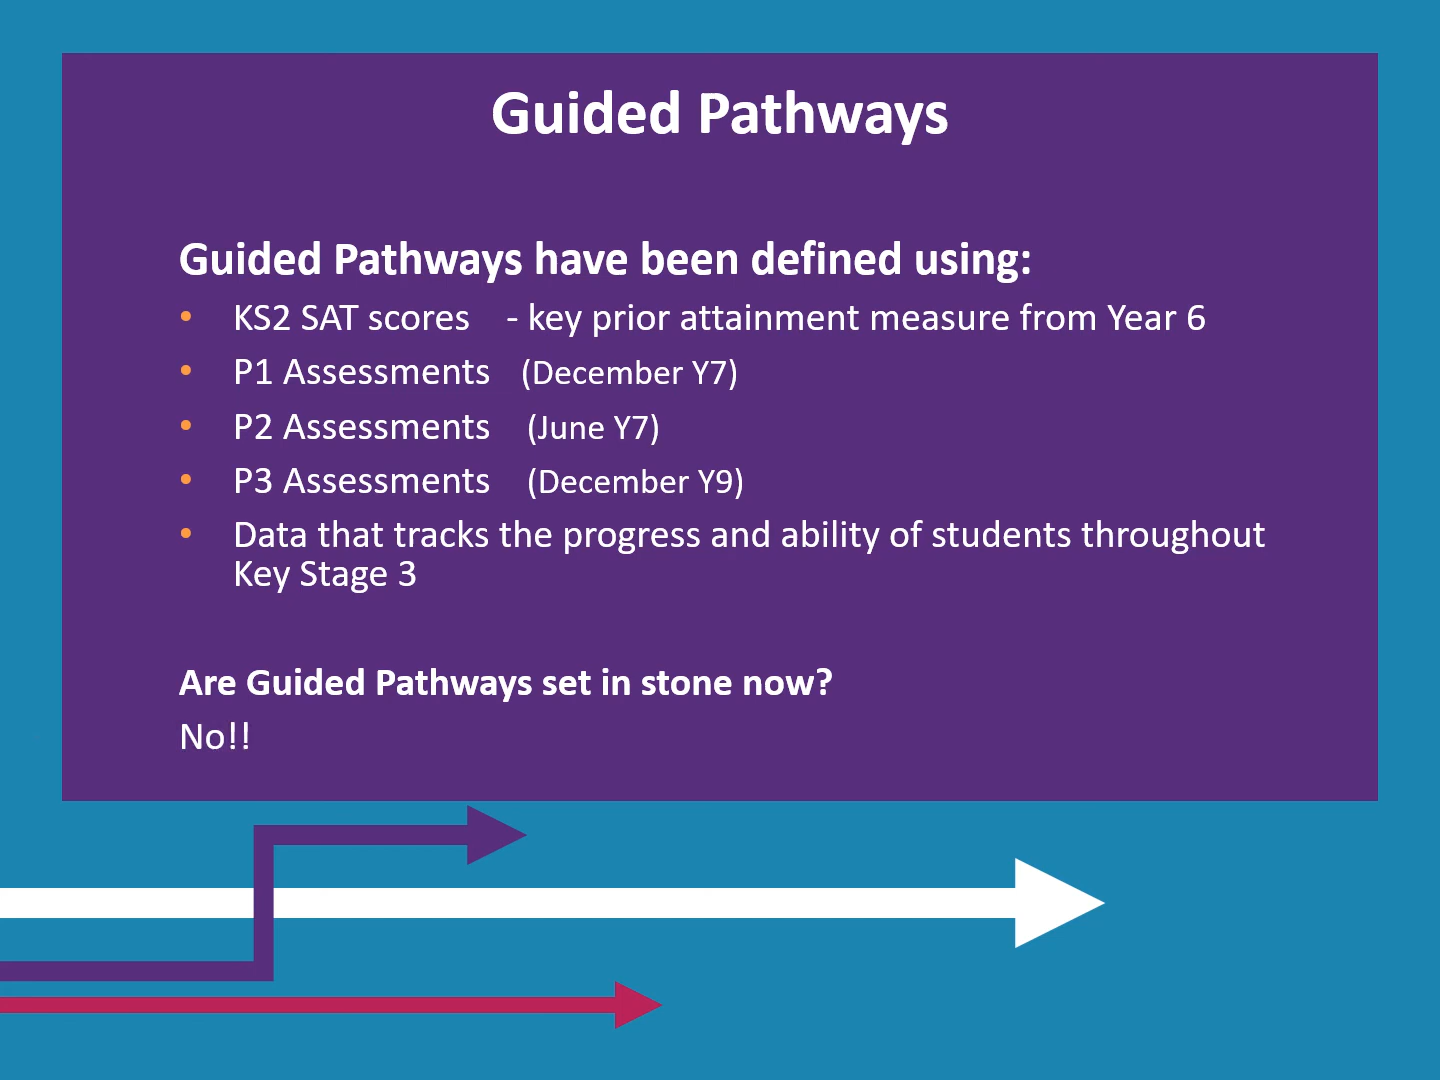 Guided Pathways
Guided Pathways have been defined using:
• KS2 SAT scores - key prior attainment measure from Year 6
• P1 Assessments (December Y7)
• P2 Assessments (June Y7)
• P3 Assessments (December Y9)
• Data that tracks the progress and ability of students throughout
Key Stage 3
Are Guided Pathways set in stone now?
No!!